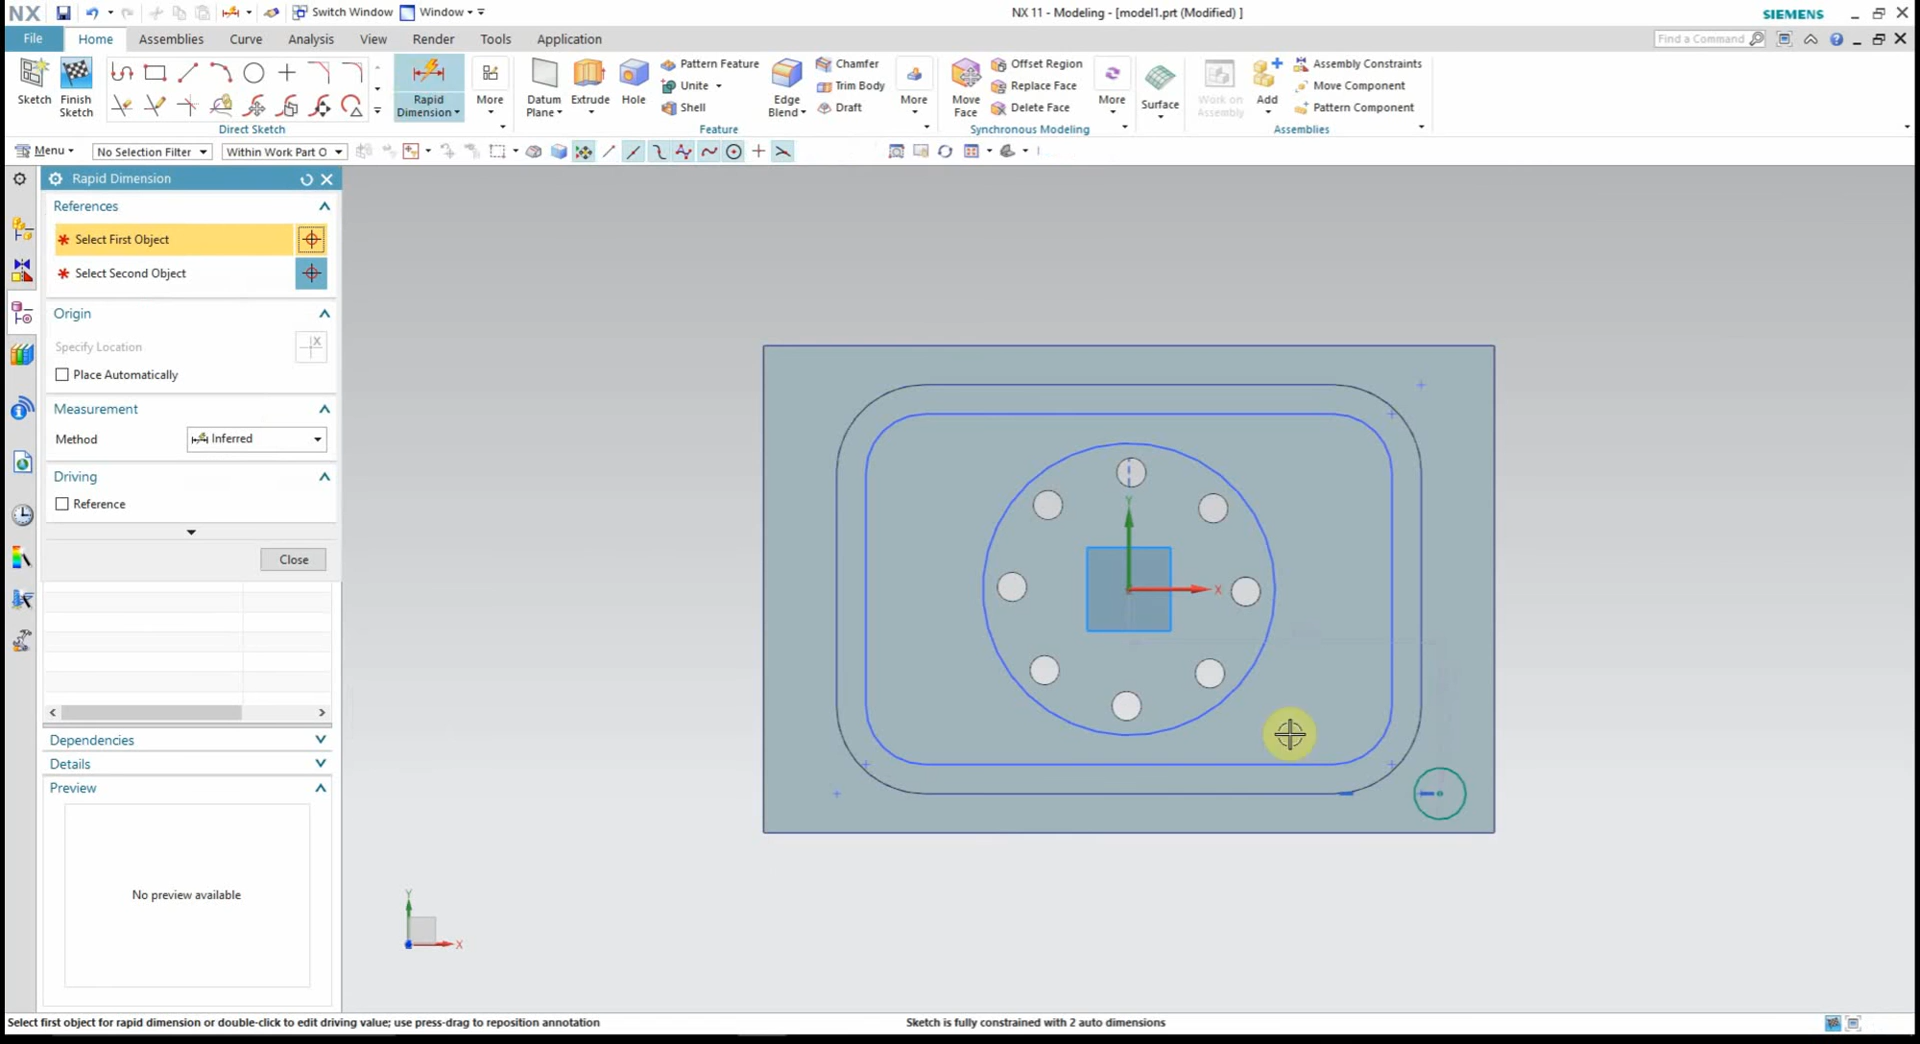 NX
Switch Window
Window
NX 11 - Modeling - [model1.prt (Modified) ]
SIEMENS
File
Home
Assemblies
Curve
Analysis
View
Render
Tools
Application
Find a Command
Sketch
Finish
Sketch
Direct Sketch
Rapid
Dimension
More
Datum
Plane
Extrude
Hole
Pattern Feature
Unite
Shell
Edge
Blend
Chamfer
Trim Body
Draft
More
Feature
Move
Face
Offset Region
Replace Face
Delete Face
More
Synchronous Modeling
Surface
Work on
Assembly
Add
Assembly Constraints
Move Component
Pattern Component
Assemblies
Menu
No Selection Filter
Within Work Part O
Rapid Dimension
References
* Select First Object
* Select Second Object
Origin
Specify Location
Place Automatically
Measurement
Method
Inferred
Driving
Reference
Close
Dependencies
Details
Preview
No preview available
Y
X
Y
X
Select first object for rapid dimension or double-click to edit driving value; use press-drag to reposition annotation
Sketch is fully constrained with 2 auto dimensions